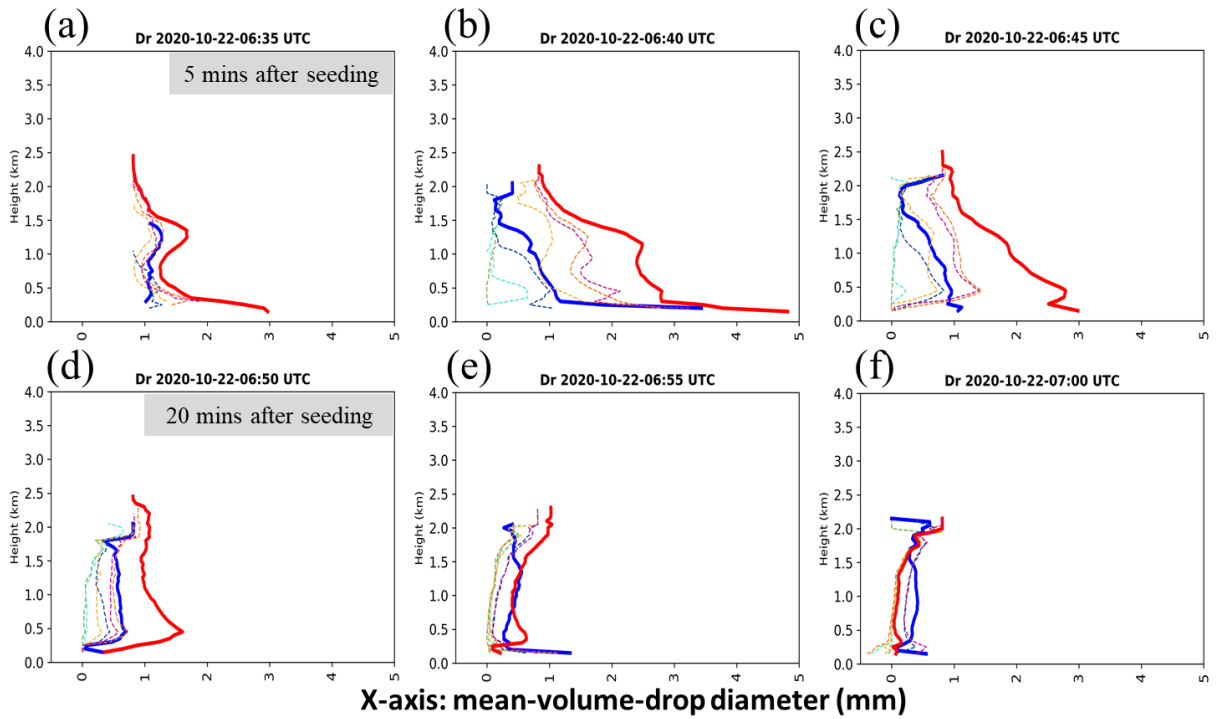 (a)
Dr 2020-10-22-06:35 UTC
5 mins after seeding
Height (km)
4.0
3.5
3.0
2.5
2.0
1.5
1.0
0.5
0.0
0 1 2 3 4 5
(b)
Dr 2020-10-22-06:40 UTC
Height (km)
4.0
3.5
3.0
2.5
2.0
1.5
1.0
0.5
0.0
0 1 2 3 4 5
(c)
Dr 2020-10-22-06:45 UTC
Height (km)
4.0
3.5
3.0
2.5
2.0
1.5
1.0
0.5
0.0
0 1 2 3 4 5
(d)
Dr 2020-10-22-06:50 UTC
20 mins after seeding
Height (km)
4.0
3.5
3.0
2.5
2.0
1.5
1.0
0.5
0.0
0 1 2 3 4 5
(e)
Dr 2020-10-22-06:55 UTC
Height (km)
4.0
3.5
3.0
2.5
2.0
1.5
1.0
0.5
0.0
0 1 2 3 4 5
(f)
Dr 2020-10-22-07:00 UTC
Height (km)
4.0
3.5
3.0
2.5
2.0
1.5
1.0
0.5
0.0
0 1 2 3 4 5
X-axis: mean-volume-drop diameter (mm)